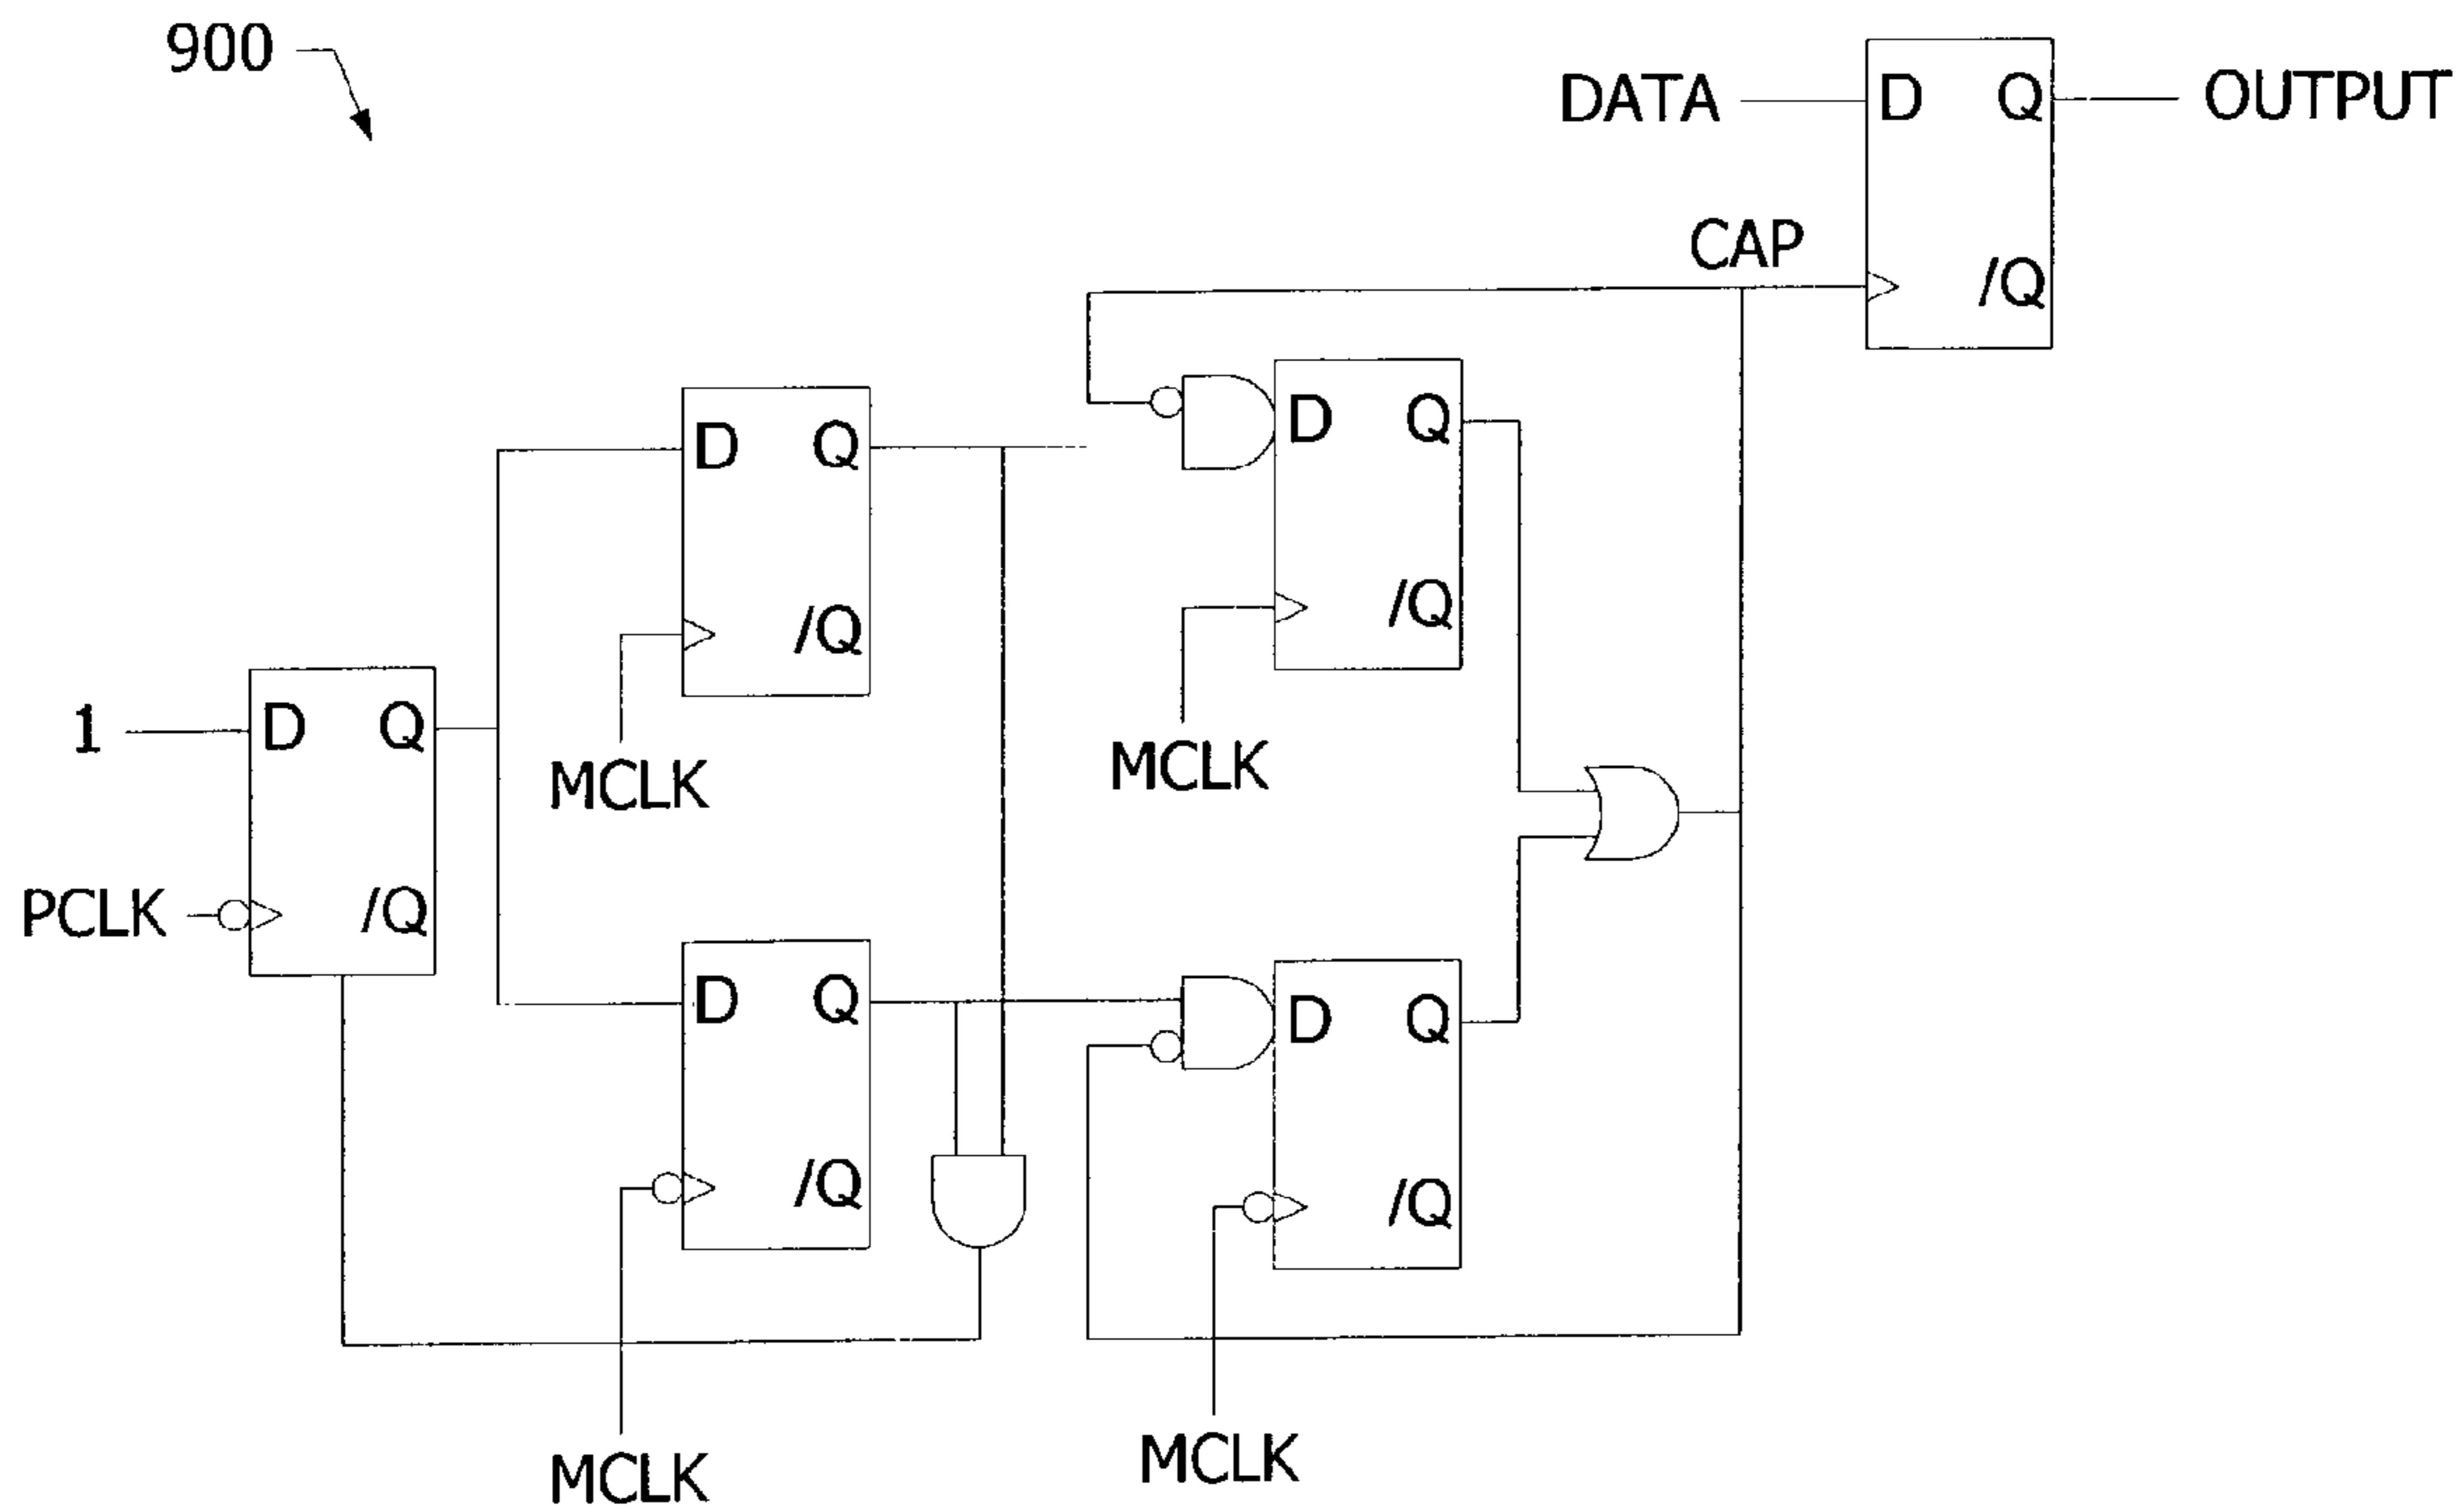 900
DATA
D Q
OUTPUT
CAP
/Q
D Q
/Q
MCLK
D Q
/Q
MCLK
1
D Q
PCLK
/Q
D Q
/Q
MCLK
D Q
/Q
MCLK